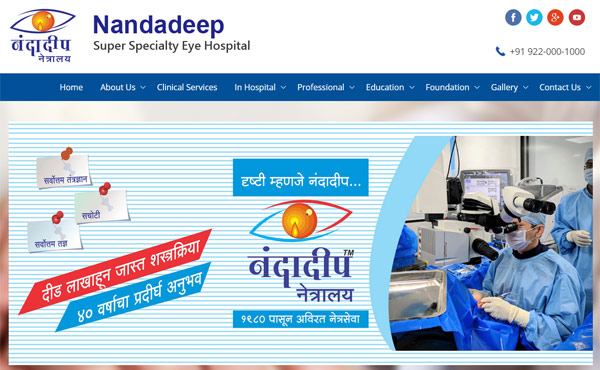 नंदादीप
नेत्रालय
Nandadeep
Super Specialty Eye Hospital
+91 922-000-1000
Home About Us Clinical Services In Hospital Professional Education Foundation Gallery Contact Us
सर्वोत्तम तंत्रज्ञान
सचोटी
सर्वोत्तम तज्ञ
दीड लाखाहून जास्त शस्त्रक्रिया
४० वर्षाचा प्रदीर्घ अनुभव
दृष्टी म्हणजे नंदादीप...
नंदादीप TM
नेत्रालय
१९८० पासून अविरत नेत्रसेवा